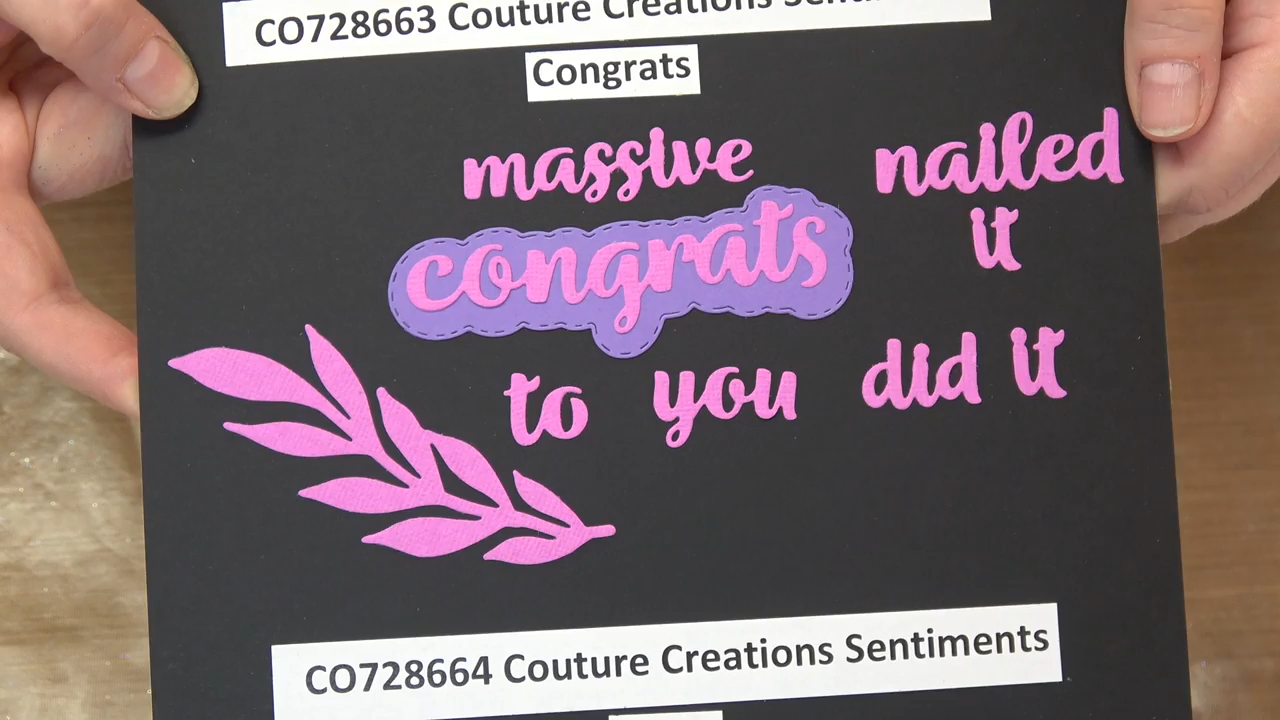 CO728663 Couture Creations
Congrats
massive
nailed
it
congrats
to you did it
CO728664 Couture Creations Sentiments